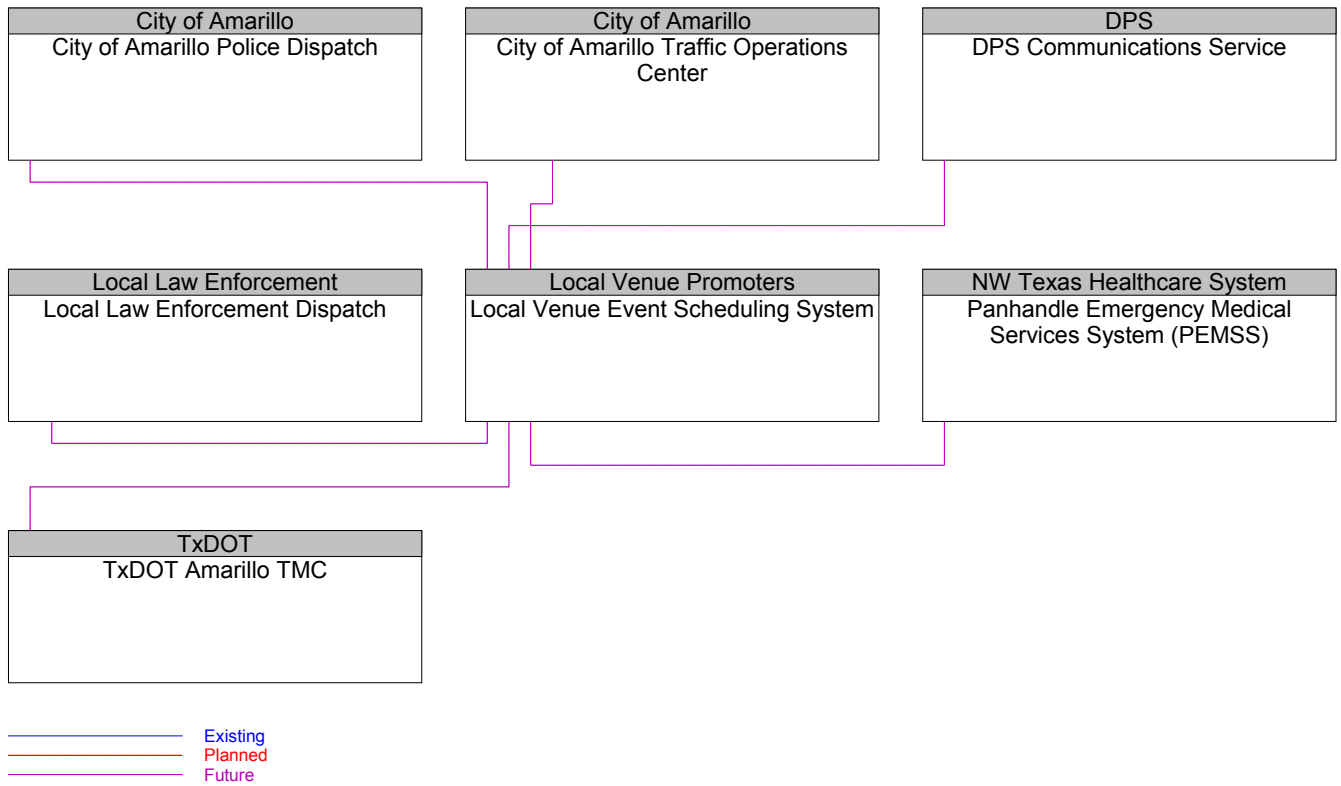 City of Amarillo
City of Amarillo Police Dispatch
City of Amarillo
City of Amarillo Traffic Operations
Center
DPS
DPS Communications Service
Local Law Enforcement
Local Law Enforcement Dispatch
Local Venue Promoters
Local Venue Event Scheduling System
NW Texas Healthcare System
Panhandle Emergency Medical
Services System (PEMSS)
TxDOT
TxDOT Amarillo TMC
Existing
Planned
Future